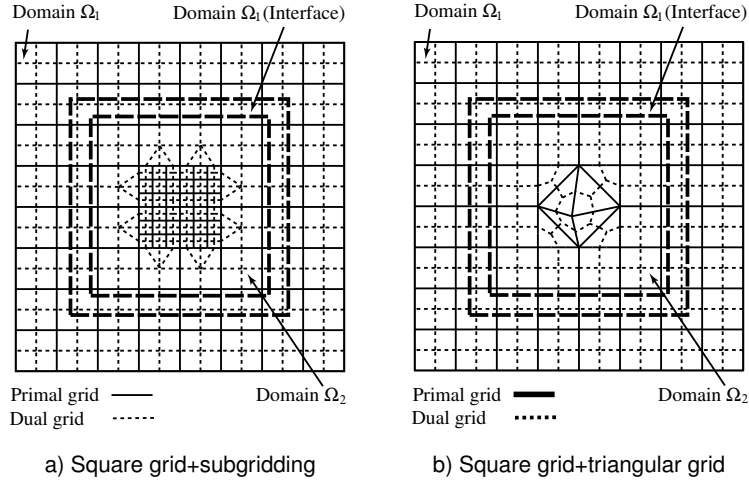 Domain Ω₁
Domain Ω₁(Interface)
Domain Ω₂
Primal grid
Dual grid
a) Square grid+subgridding
Domain Ω₁
Domain Ω₁(Interface)
Domain Ω₂
Primal grid
Dual grid
b) Square grid+triangular grid